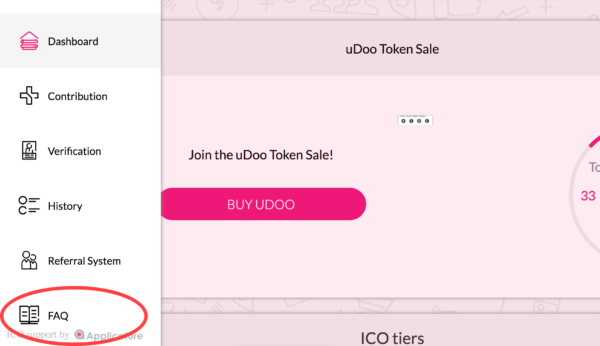 Dashboard
uDoo Token Sale
Contribution
Verification
Join the uDoo Token Sale!
History
BUY UDOO
To
33
Referral System
FAQ
ICO support by Applicature
ICO tiers